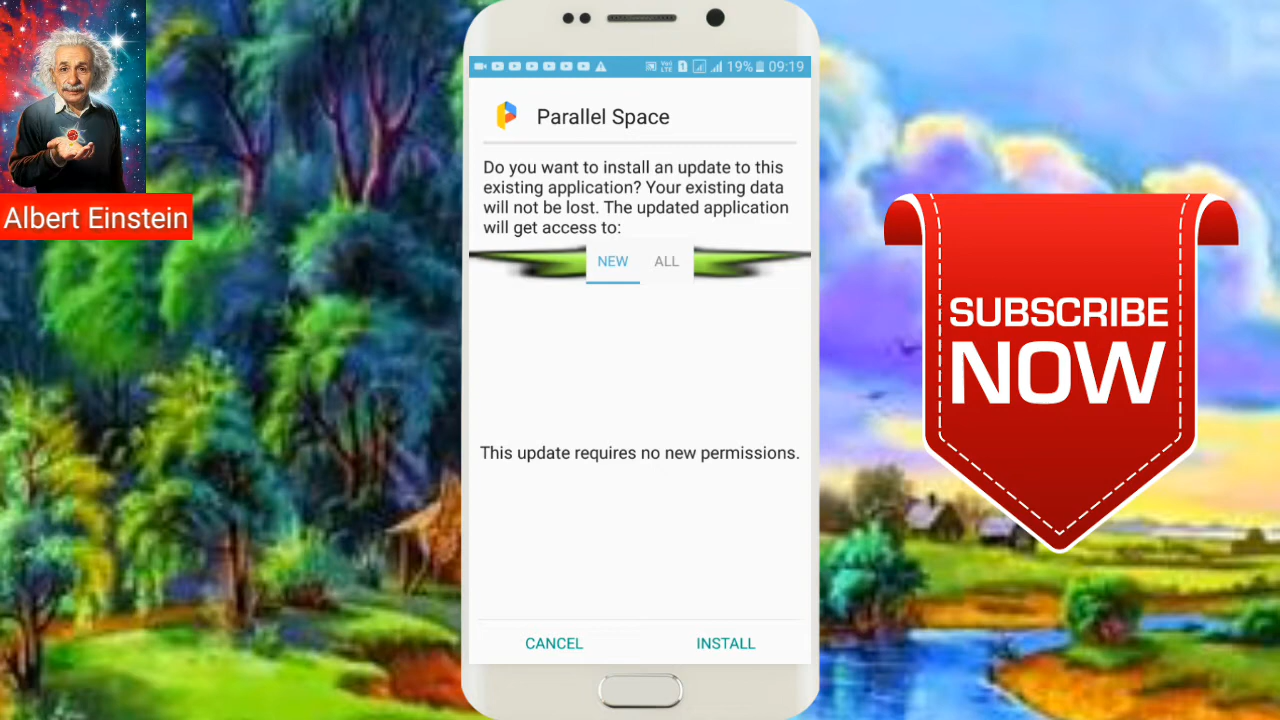 Albert Einstein
VoI
LTE
19%
09:19
Parallel Space
Do you want to install an update to this
existing application? Your existing data
will not be lost. The updated application
will get access to:
NEW
ALL
This update requires no new permissions.
CANCEL
INSTALL
SUBSCRIBE
NOW